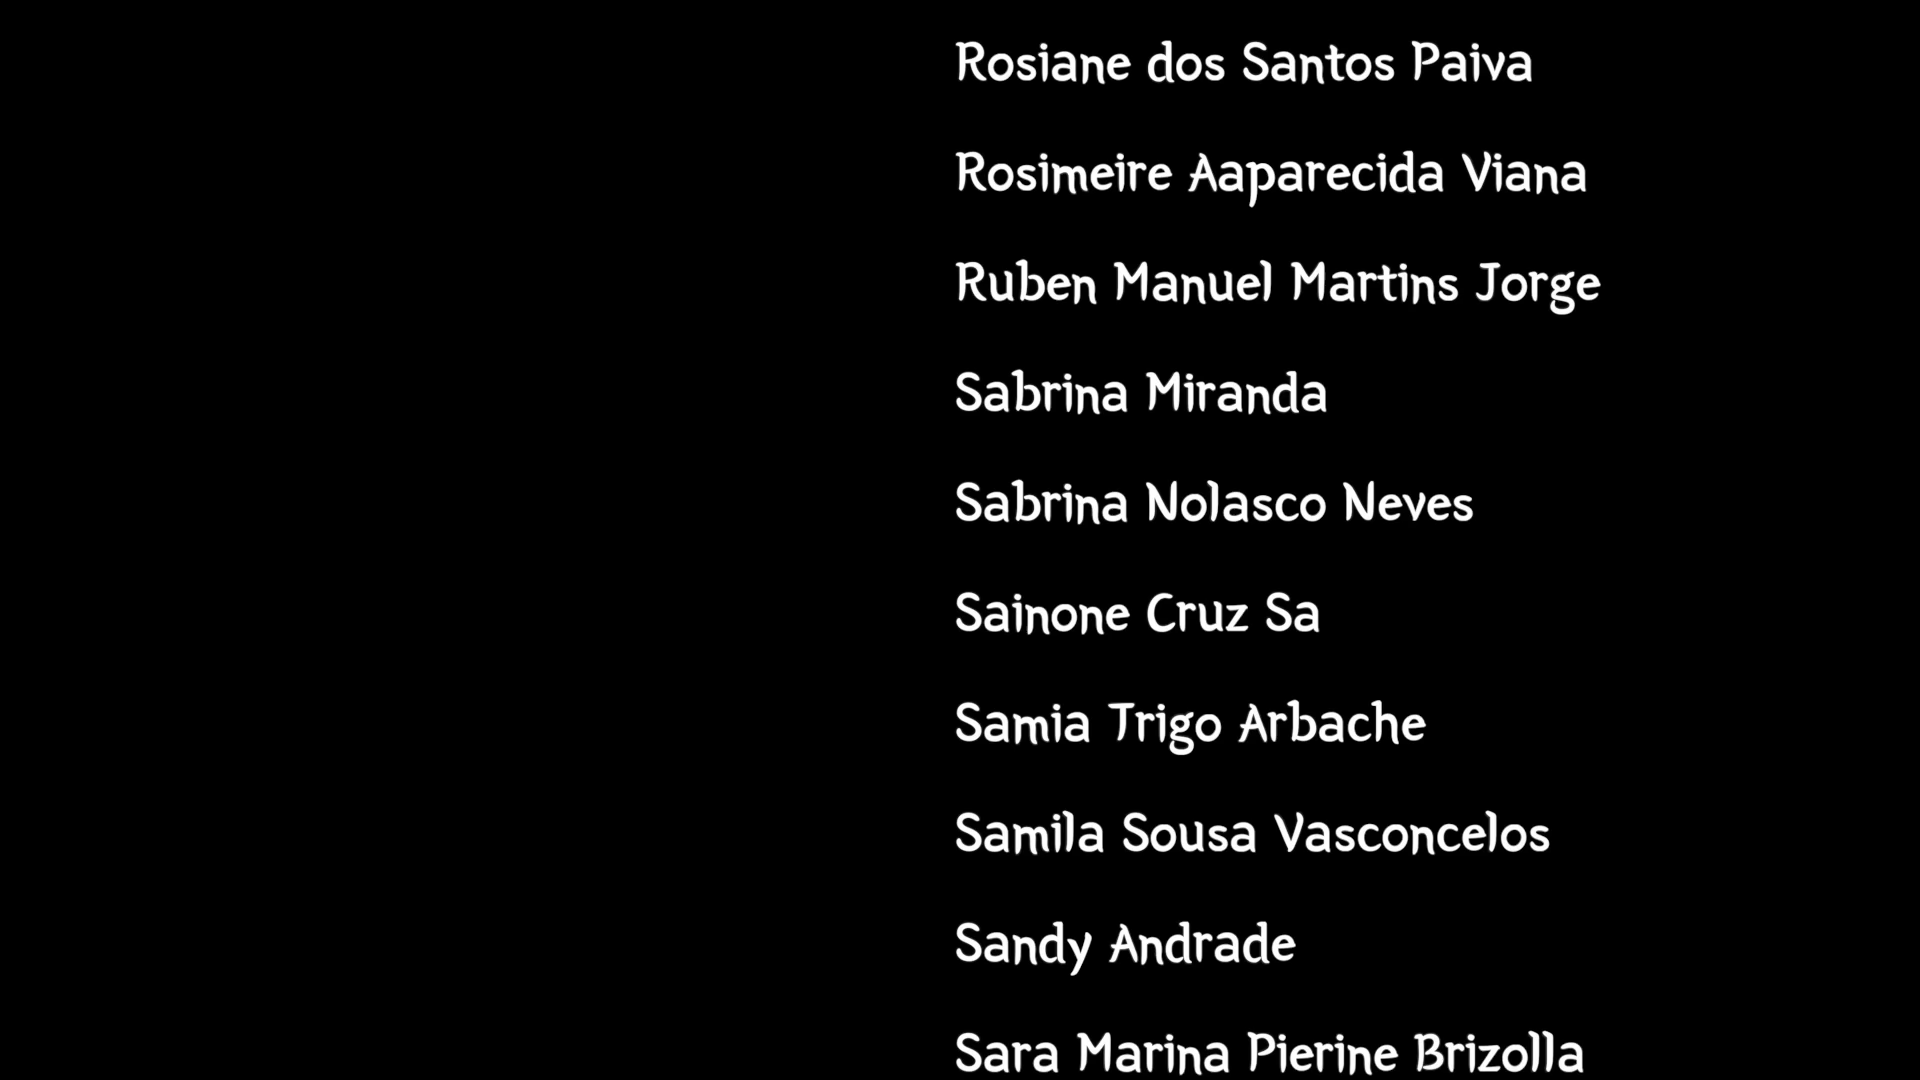 Rosiane dos Santos Paiva
Rosimeire Aaparecida Viana
Ruben Manuel Martins Jorge
Sabrina Miranda
Sabrina Nolasco Neves
Sainone Cruz Sa
Samia Trigo Arbache
Samila Sousa Vasconcelos
Sandy Andrade
Sara Marina Pierine Brizolla